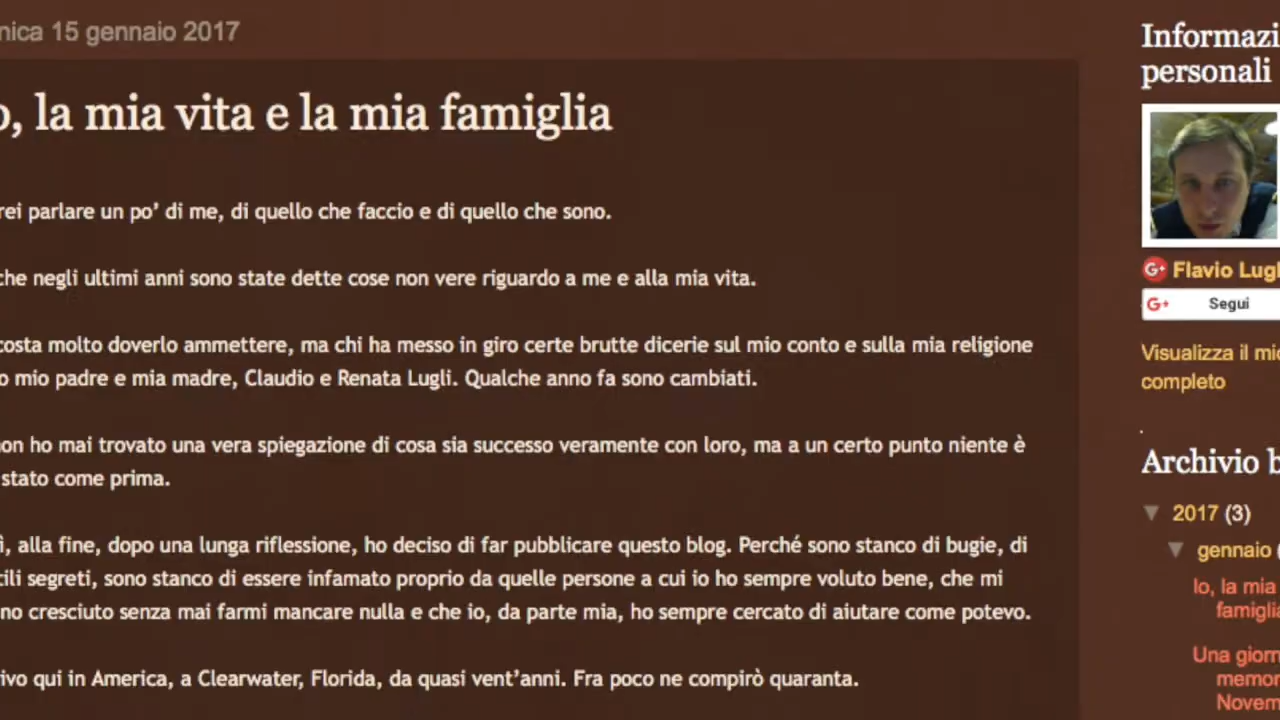 nica 15 gennaio 2017
o, la mia vita e la mia famiglia
rei parlare un po' di me, di quello che faccio e di quello che sono.
che negli ultimi anni sono state dette cose non vere riguardo a me e alla mia vita.
costa molto doverlo ammettere, ma chi ha messo in giro certe brutte dicerie sul mio conto e sulla mia religione
o mio padre e mia madre, Claudio e Renata Lugli. Qualche anno fa sono cambiati.
non ho mai trovato una vera spiegazione di cosa sia successo veramente con loro, ma a un certo punto niente è
stato come prima.
ì, alla fine, dopo una lunga riflessione, ho deciso di far pubblicare questo blog. Perché sono stanco di bugie, di
cili segreti, sono stanco di essere infamato proprio da quelle persone a cui io ho sempre voluto bene, che mi
no cresciuto senza mai farmi mancare nulla e che io, da parte mia, ho sempre cercato di aiutare come potevo.
ivo qui in America, a Clearwater, Florida, da quasi vent'anni. Fra poco ne compirò quaranta.
Informazi
personali
G+ Flavio Lugl
G+ Segui
Visualizza il mio
completo
.
Archivio b
▼ 2017 (3)
▼ gennaio (
Io, la mia
famiglia
Una giorn
memor
Novem